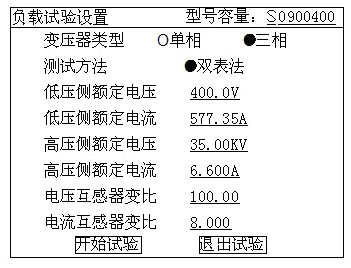 负载试验设置 型号容量：S0900400
变压器类型 O单相 ●三相
测试方法 ●双表法
低压侧额定电压 400.0V
低压侧额定电流 577.35A
高压侧额定电压 35.00KV
高压侧额定电流 6.600A
电压互感器变比 100.00
电流互感器变比 8.000
开始试验 退出试验